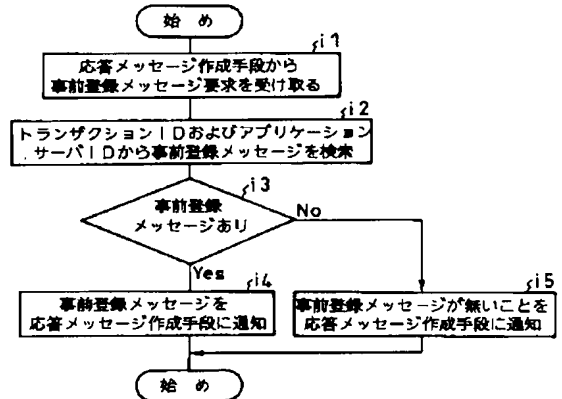 始め
i1
応答メッセージ作成手段から
事前登録メッセージ要求を受け取る
i2
トランザクションIDおよびアプリケーション
サーバIDから事前登録メッセージを検索
i3
事前登録
メッセージあり
No
Yes
i4
事前登録メッセージを
応答メッセージ作成手段に通知
i5
事前登録メッセージが無いことを
応答メッセージ作成手段に通知
始め